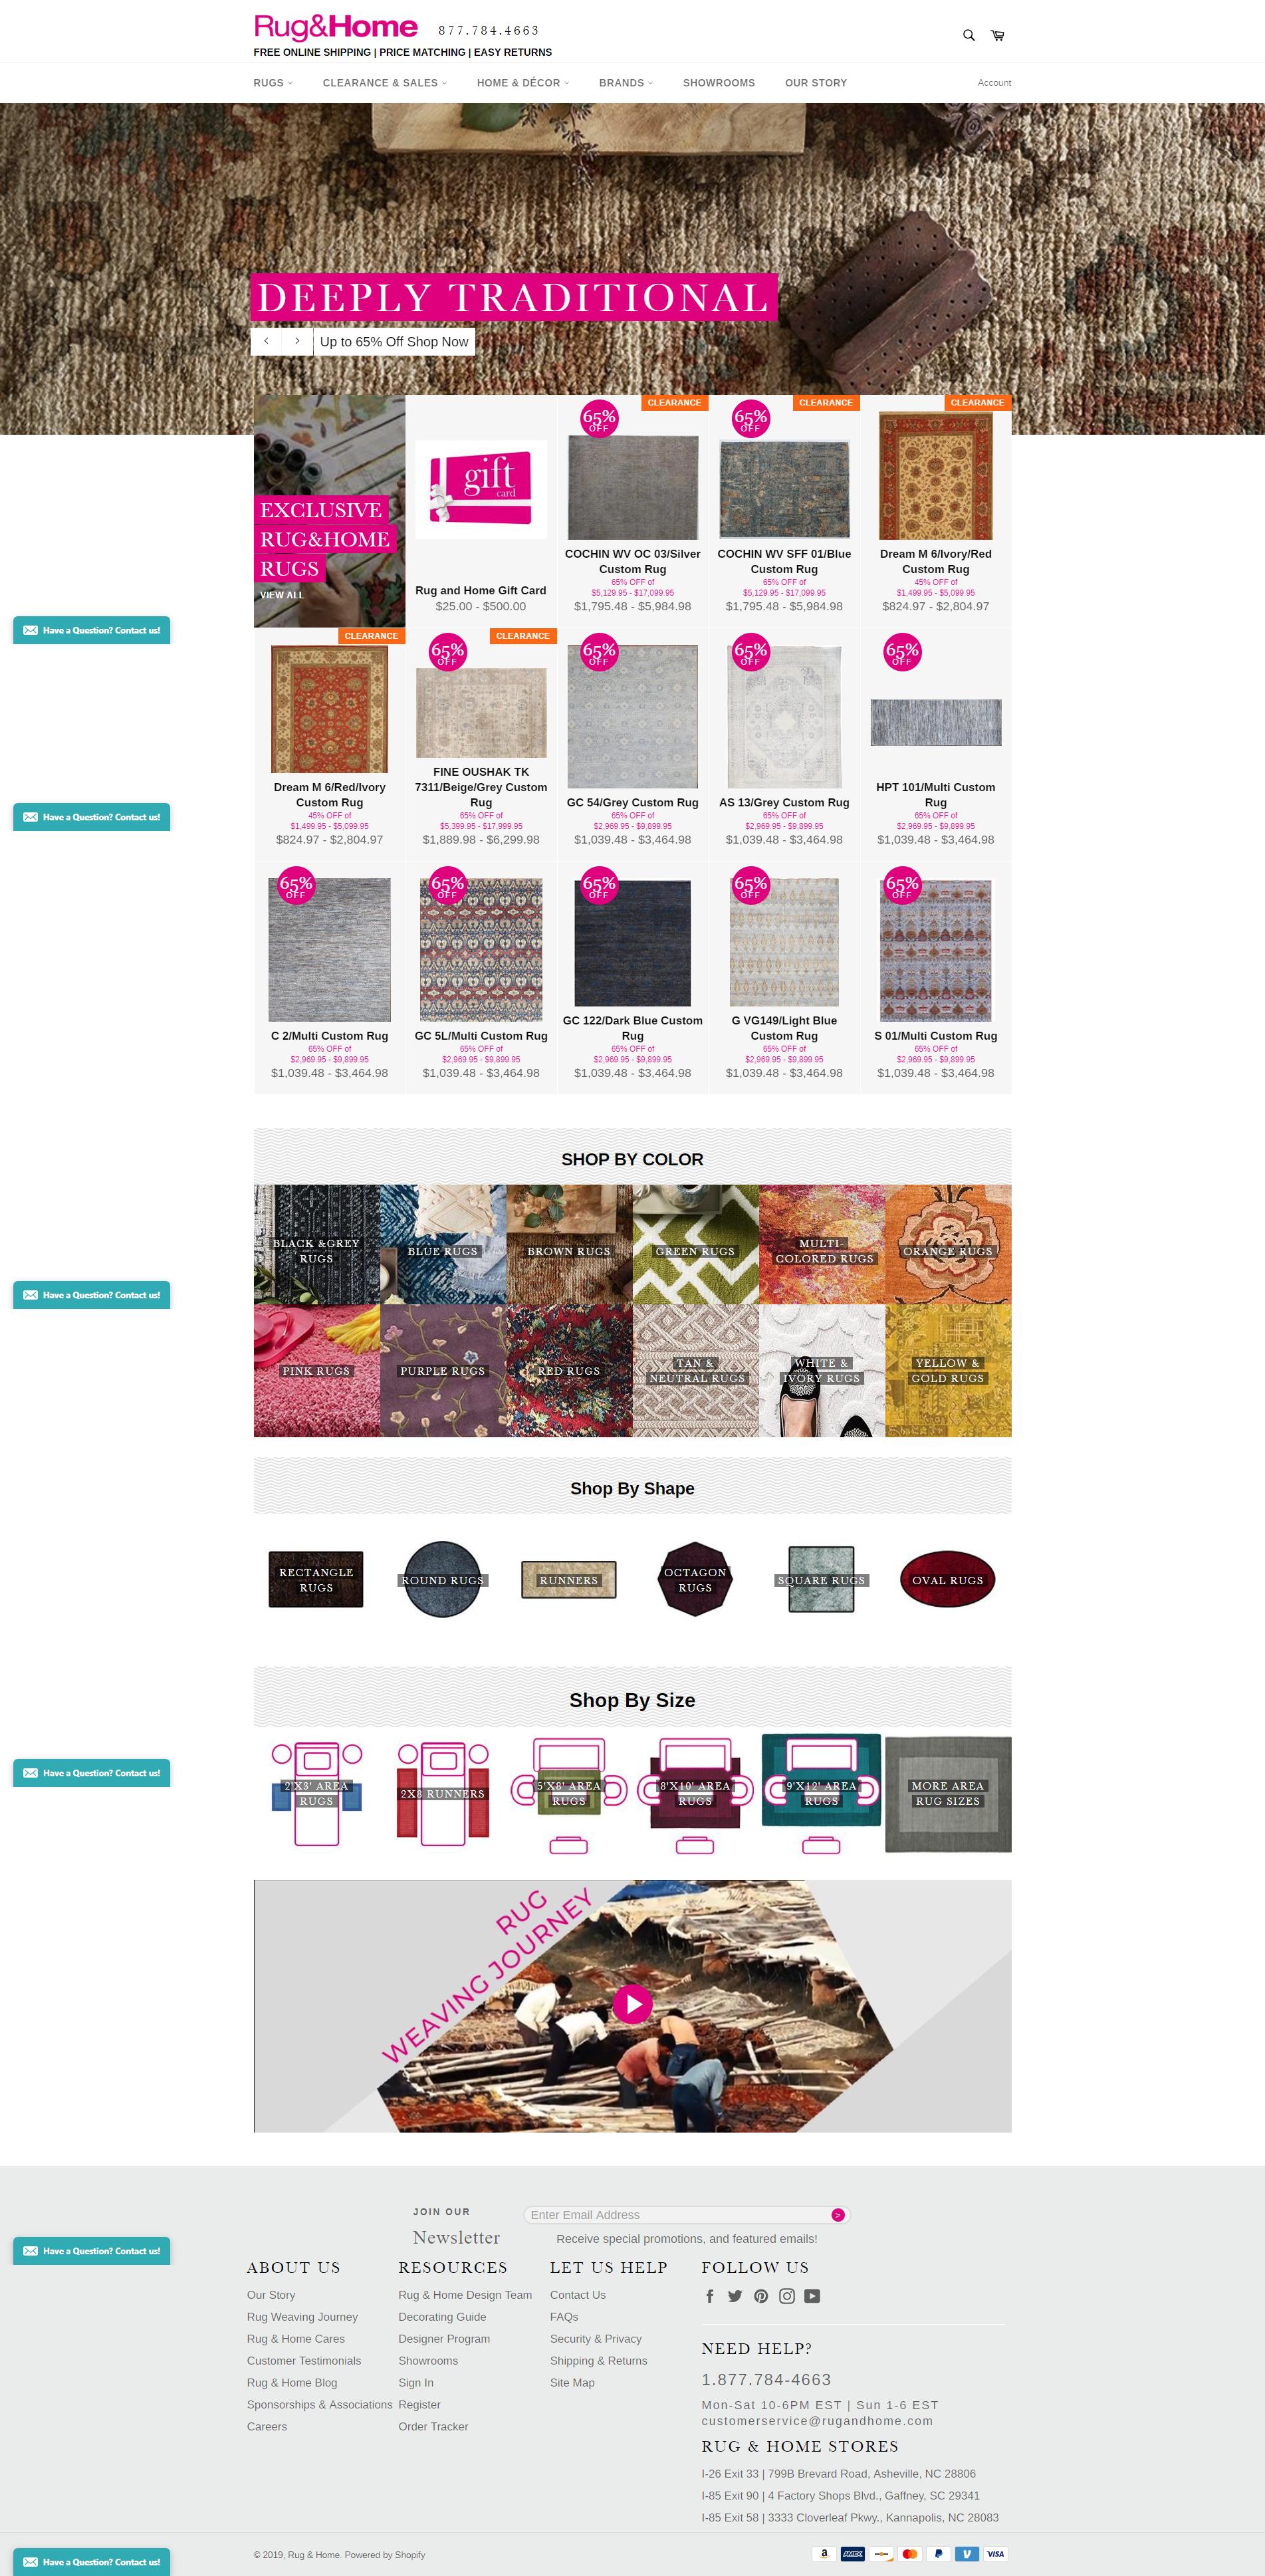 Rug&Home 877.784.4663
FREE ONLINE SHIPPING | PRICE MATCHING | EASY RETURNS
RUGS CLEARANCE & SALES HOME & DÉCOR BRANDS SHOWROOMS OUR STORY Account
DEEPLY TRADITIONAL
Up to 65% Off Shop Now
EXCLUSIVE
RUG&HOME
RUGS
VIEW ALL
gift
card
Rug and Home Gift Card
$25.00 - $500.00
65%
OFF
CLEARANCE
COCHIN WV OC 03/Silver
Custom Rug
65% OFF of
$5,129.95 - $17,099.95
$1,795.48 - $5,984.98
65%
OFF
CLEARANCE
COCHIN WV SFF 01/Blue
Custom Rug
65% OFF of
$5,129.95 - $17,099.95
$1,795.48 - $5,984.98
CLEARANCE
Dream M 6/Ivory/Red
Custom Rug
45% OFF of
$1,499.95 - $5,099.95
$824.97 - $2,804.97
Have a Question? Contact us!
CLEARANCE
Dream M 6/Red/Ivory
Custom Rug
45% OFF of
$1,499.95 - $5,099.95
$824.97 - $2,804.97
65%
OFF
CLEARANCE
FINE OUSHAK TK
7311/Beige/Grey Custom
Rug
65% OFF of
$5,399.95 - $17,999.95
$1,889.98 - $6,299.98
65%
OFF
GC 54/Grey Custom Rug
65% OFF of
$2,969.95 - $9,899.95
$1,039.48 - $3,464.98
65%
OFF
AS 13/Grey Custom Rug
65% OFF of
$2,969.95 - $9,899.95
$1,039.48 - $3,464.98
65%
OFF
HPT 101/Multi Custom
Rug
65% OFF of
$2,969.95 - $9,899.95
$1,039.48 - $3,464.98
Have a Question? Contact us!
65%
OFF
C 2/Multi Custom Rug
65% OFF of
$2,969.95 - $9,899.95
$1,039.48 - $3,464.98
65%
OFF
GC 5L/Multi Custom Rug
65% OFF of
$2,969.95 - $9,899.95
$1,039.48 - $3,464.98
65%
OFF
GC 122/Dark Blue Custom
Rug
65% OFF of
$2,969.95 - $9,899.95
$1,039.48 - $3,464.98
65%
OFF
G VG149/Light Blue
Custom Rug
65% OFF of
$2,969.95 - $9,899.95
$1,039.48 - $3,464.98
65%
OFF
S 01/Multi Custom Rug
65% OFF of
$2,969.95 - $9,899.95
$1,039.48 - $3,464.98
SHOP BY COLOR
BLACK &GREY
RUGS
BLUE RUGS
BROWN RUGS
GREEN RUGS
MULTI-
COLORED RUGS
ORANGE RUGS
Have a Question? Contact us!
PINK RUGS
PURPLE RUGS
RED RUGS
TAN &
NEUTRAL RUGS
WHITE &
IVORY RUGS
YELLOW &
GOLD RUGS
Shop By Shape
RECTANGLE
RUGS
ROUND RUGS
RUNNERS
OCTAGON
RUGS
SQUARE RUGS
OVAL RUGS
Shop By Size
Have a Question? Contact us!
2'X3' AREA
RUGS
2X8 RUNNERS
5'X8' AREA
RUGS
8'X10' AREA
RUGS
9'X12' AREA
RUGS
MORE AREA
RUG SIZES
RUG
WEAVING JOURNEY
JOIN OUR
Newsletter
Enter Email Address >
Receive special promotions, and featured emails!
Have a Question? Contact us!
ABOUT US
Our Story
Rug Weaving Journey
Rug & Home Cares
Customer Testimonials
Rug & Home Blog
Sponsorships & Associations
Careers
RESOURCES
Rug & Home Design Team
Decorating Guide
Designer Program
Showrooms
Sign In
Register
Order Tracker
LET US HELP
Contact Us
FAQs
Security & Privacy
Shipping & Returns
Site Map
FOLLOW US
NEED HELP?
1.877.784-4663
Mon-Sat 10-6PM EST | Sun 1-6 EST
customerservice@rugandhome.com
RUG & HOME STORES
I-26 Exit 33 | 799B Brevard Road, Asheville, NC 28806
I-85 Exit 90 | 4 Factory Shops Blvd., Gaffney, SC 29341
I-85 Exit 58 | 3333 Cloverleaf Pkwy., Kannapolis, NC 28083
Have a Question? Contact us!
© 2019, Rug & Home. Powered by Shopify
AMEX
VISA